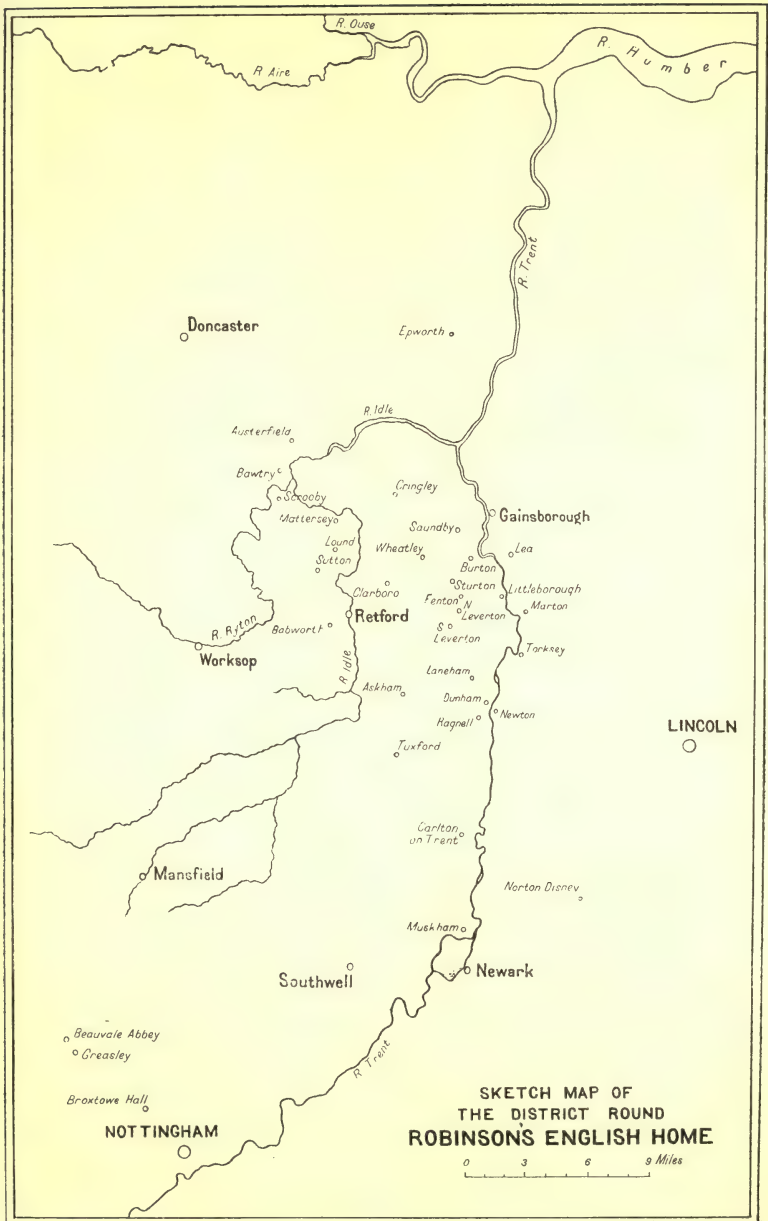 R. Ouse
R. Aire
R. Humber
R. Trent
Doncaster
Epworth
R. Idle
Austerfield
Bawtry
Scrooby
Gringley
Mattersey
Gainsborough
Saundby
Lound
Wheatley
Lea
Sutton
Burton
Clarboro
Sturton
Littleborough
Fenton
N
Leverton
Marton
R. Ryton
Babworth
Retford
S
Leverton
Worksop
Torksey
R. Idle
Laneham
Askham
Dunham
Newton
Ragnell
LINCOLN
Tuxford
Carlton
on Trent
Mansfield
Norton Disney
Muskham
Southwell
Newark
Beauvale Abbey
Greasley
R. Trent
Broxtowe Hall
NOTTINGHAM
SKETCH MAP OF
THE DISTRICT ROUND
ROBINSON'S ENGLISH HOME
0 3 6 9 Miles